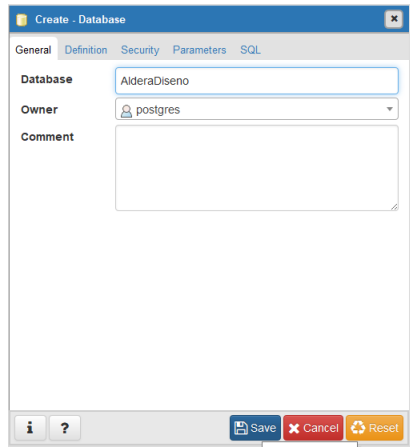 Create - Database
General Definition Security Parameters SQL
Database AlderaDiseno
Owner postgres
Comment
i ? Save Cancel Reset